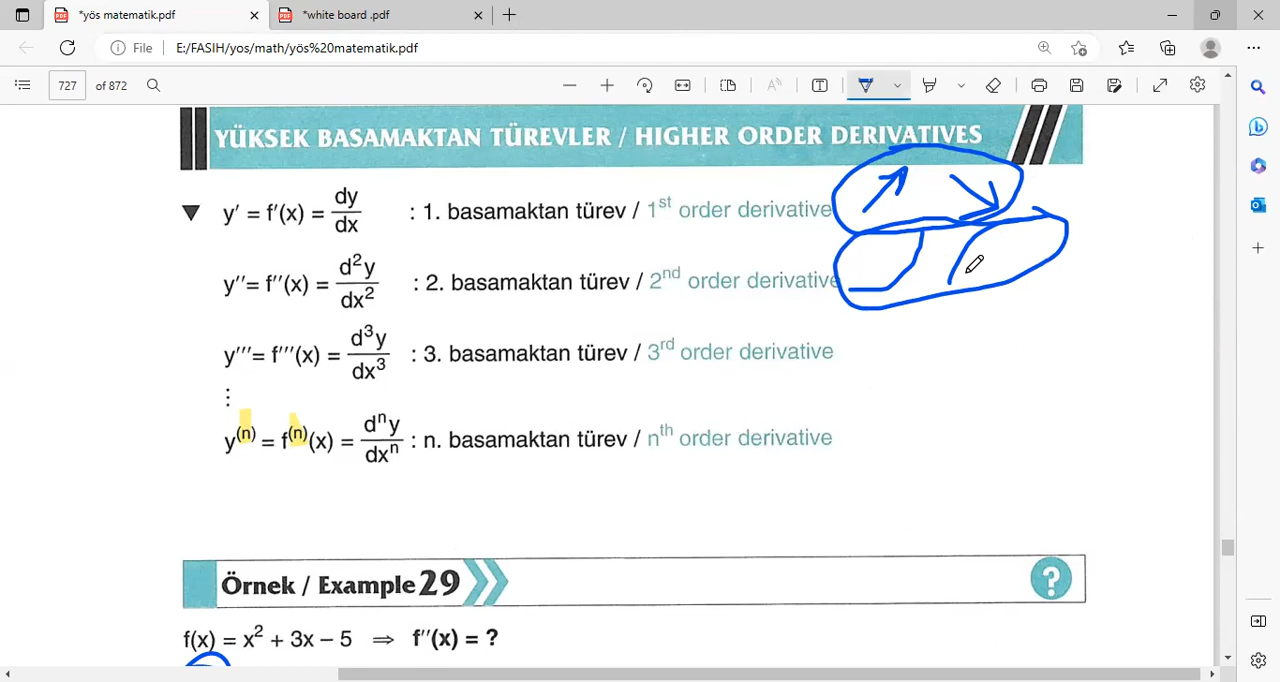 *yös matematik.pdf
*white board .pdf
File
E:/FASIH/yos/math/yös%20matematik.pdf
727 of 872
YÜKSEK BASAMAKTAN TÜREVLER / HIGHER ORDER DERIVATIVES
▼ y' = f'(x) = dy/dx : 1. basamaktan türev / 1st order derivative
y''= f''(x) = d²y/dx² : 2. basamaktan türev / 2nd order derivative
y'''= f'''(x) = d³y/dx³ : 3. basamaktan türev / 3rd order derivative
⋮
y⁽ⁿ⁾ = f⁽ⁿ⁾(x) = dⁿy/dxⁿ : n. basamaktan türev / nth order derivative
Örnek / Example 29
?
f(x) = x² + 3x – 5 ⇒ f''(x) = ?